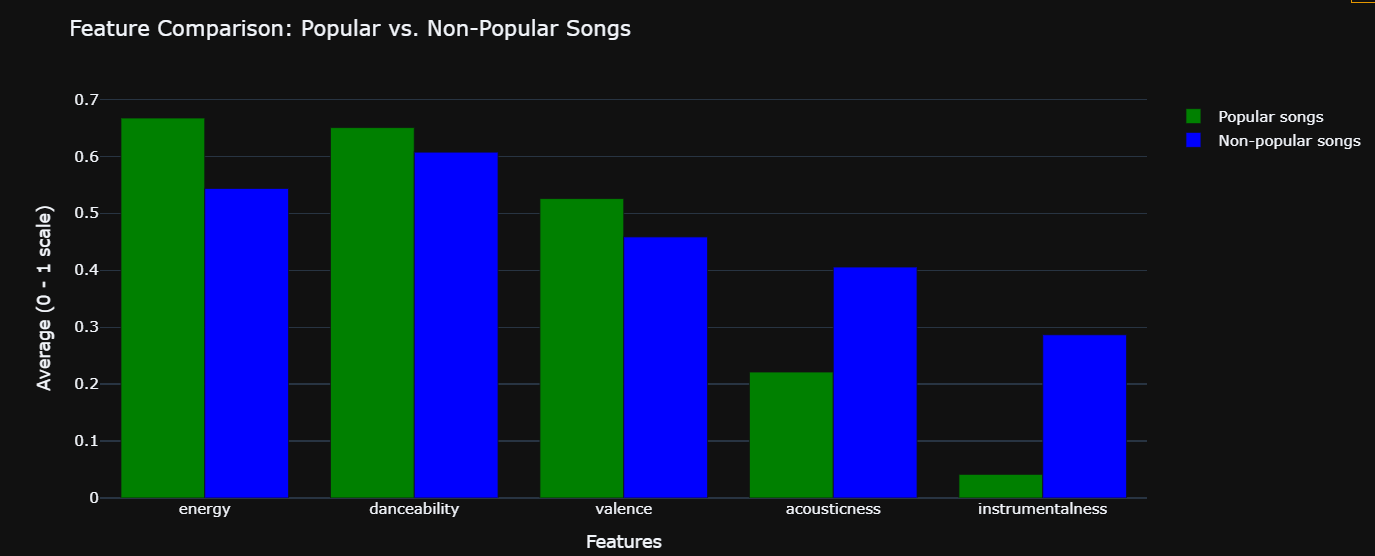 Feature Comparison: Popular vs. Non-Popular Songs
Popular songs
Non-popular songs
Average (0 - 1 scale)
0.7
0.6
0.5
0.4
0.3
0.2
0.1
0
energy danceability valence acousticness instrumentalness
Features